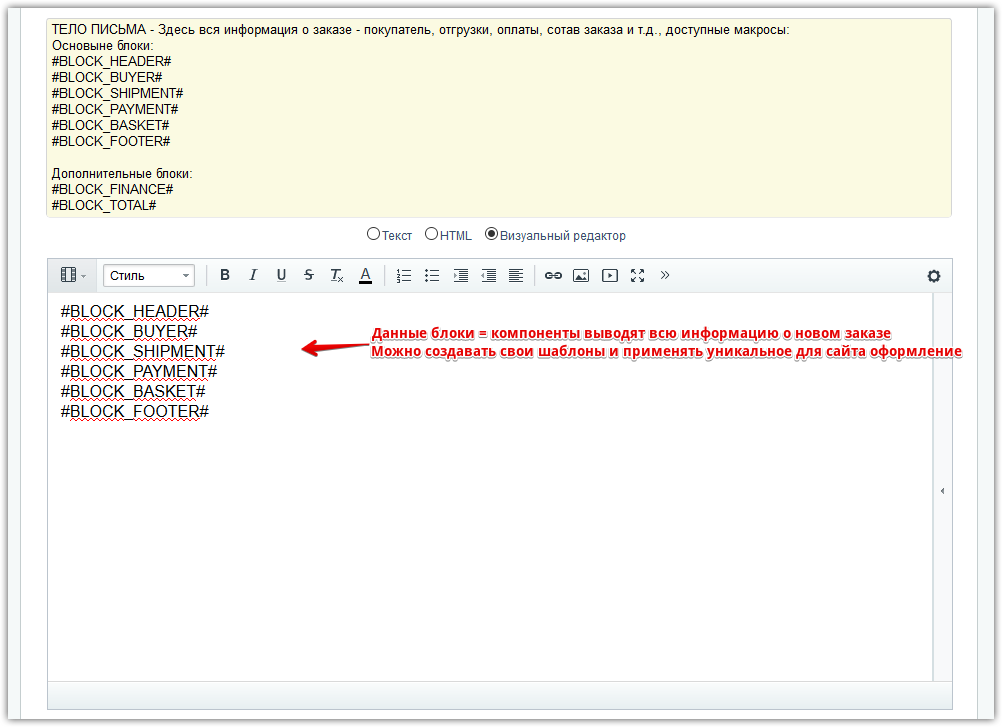 ТЕЛО ПИСЬМА - Здесь вся информация о заказе - покупатель, отгрузки, оплаты, сотав заказа и т.д., доступные макросы:
Основыне блоки:
#BLOCK_HEADER#
#BLOCK_BUYER#
#BLOCK_SHIPMENT#
#BLOCK_PAYMENT#
#BLOCK_BASKET#
#BLOCK_FOOTER#
Дополнительные блоки:
#BLOCK_FINANCE#
#BLOCK_TOTAL#
Текст HTML Визуальный редактор
Стиль B I U S Tx A
#BLOCK_HEADER#
#BLOCK_BUYER#
#BLOCK_SHIPMENT#
#BLOCK_PAYMENT#
#BLOCK_BASKET#
#BLOCK_FOOTER#
Данные блоки = компоненты выводят всю информацию о новом заказе
Можно создавать свои шаблоны и применять уникальное для сайта оформление